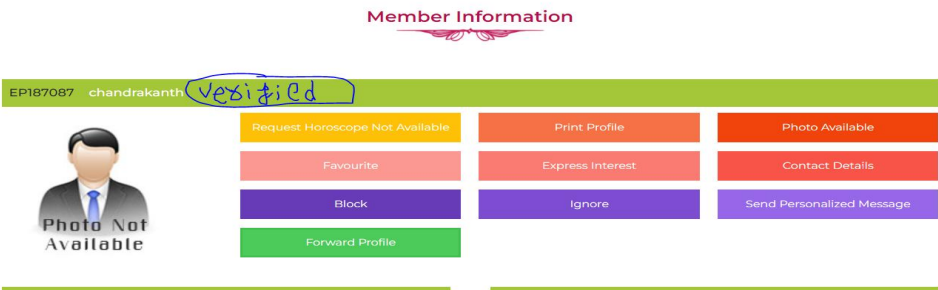 Member Information
EP187087 chandrakanth verified
Request Horoscope Not Available
Print Profile
Photo Available
Favourite
Express Interest
Contact Details
Block
Ignore
Send Personalized Message
Forward Profile
Photo Not
Available